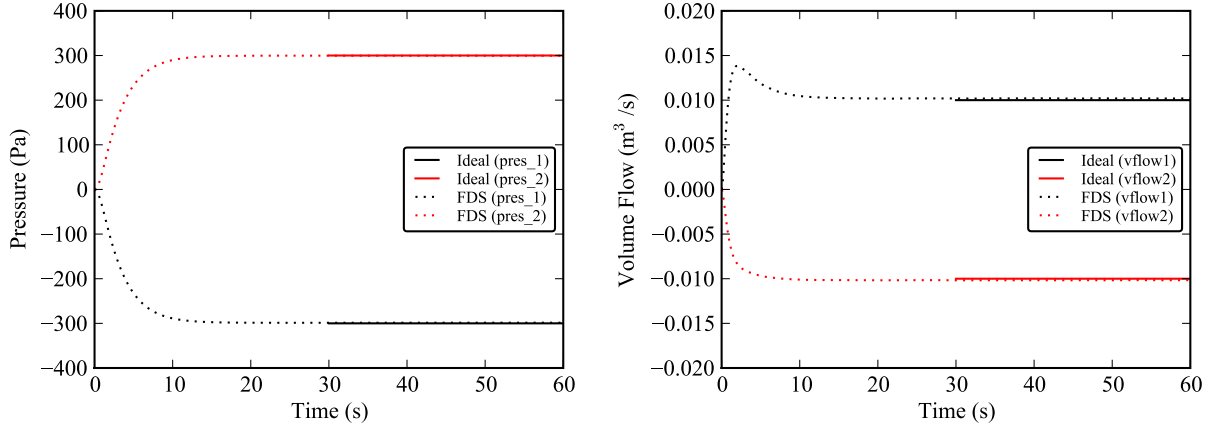 400
300
200
100
0
−100
−200
−300
−400
Pressure (Pa)
0 10 20 30 40 50 60
Time (s)
Ideal (pres_1)
Ideal (pres_2)
FDS (pres_1)
FDS (pres_2)
0.020
0.015
0.010
0.005
0.000
−0.005
−0.010
−0.015
−0.020
Volume Flow (m³ /s)
0 10 20 30 40 50 60
Time (s)
Ideal (vflow1)
Ideal (vflow2)
FDS (vflow1)
FDS (vflow2)